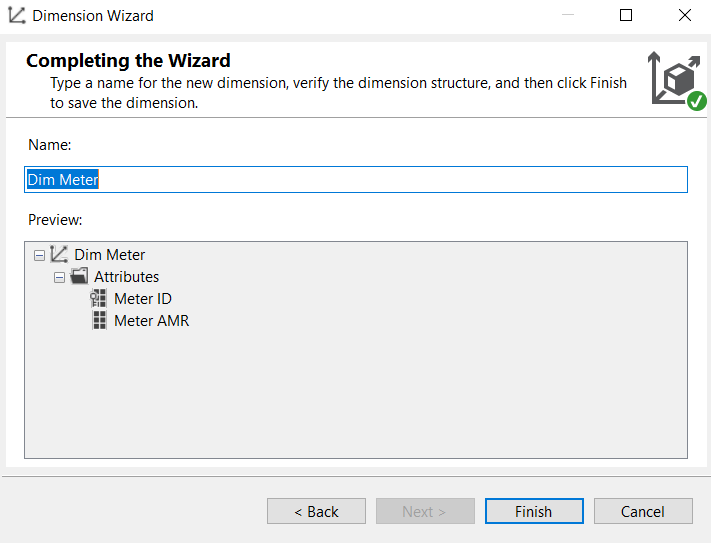 Dimension Wizard
Completing the Wizard
Type a name for the new dimension, verify the dimension structure, and then click Finish
to save the dimension.
Name:
Dim Meter
Preview:
Dim Meter
Attributes
Meter ID
Meter AMR
< Back
Next >
Finish
Cancel